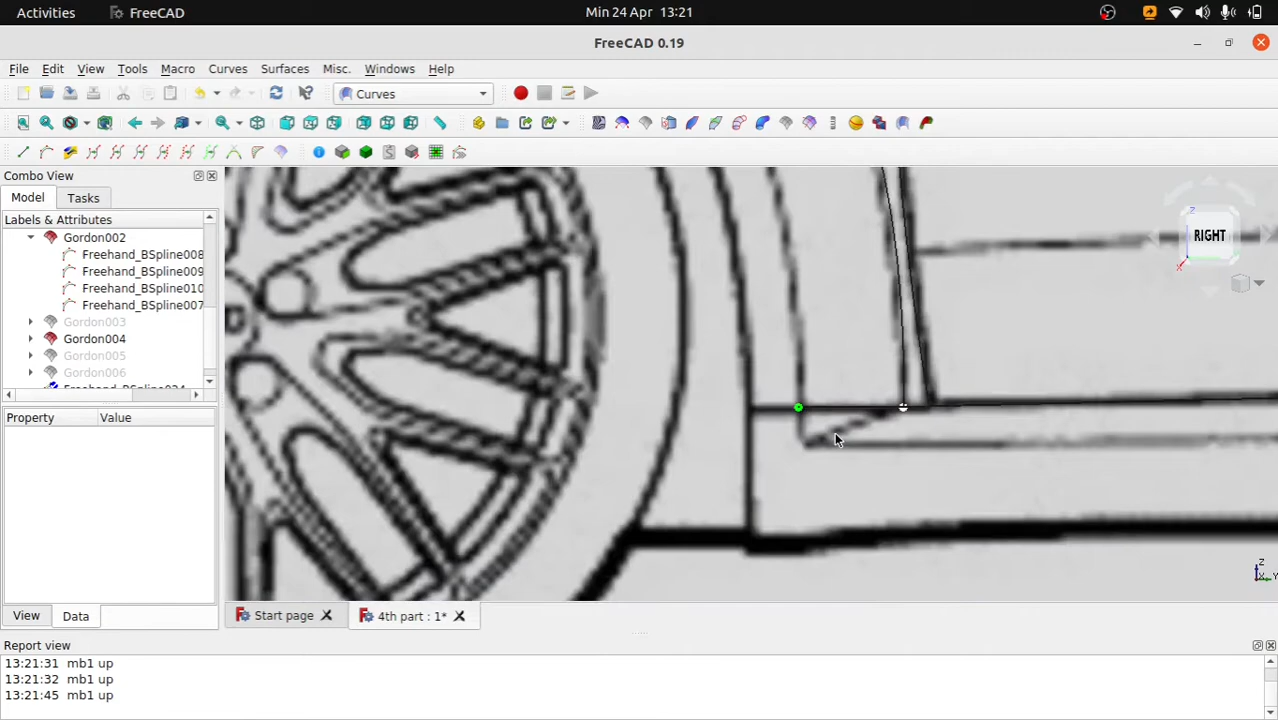 Activities FreeCAD Min 24 Apr 13:21
FreeCAD 0.19
File Edit View Tools Macro Curves Surfaces Misc. Windows Help
Curves
Combo View
Model Tasks
Labels & Attributes
Gordon002
Freehand_BSpline008
Freehand_BSpline009
Freehand_BSpline010
Freehand_BSpline007
Gordon003
Gordon004
Gordon005
Gordon006
Freehand_BSpline024
Property Value
RIGHT
Z
X
Z
Y
View Data
Start page 4th part : 1*
Report view
13:21:31 mb1 up
13:21:32 mb1 up
13:21:45 mb1 up